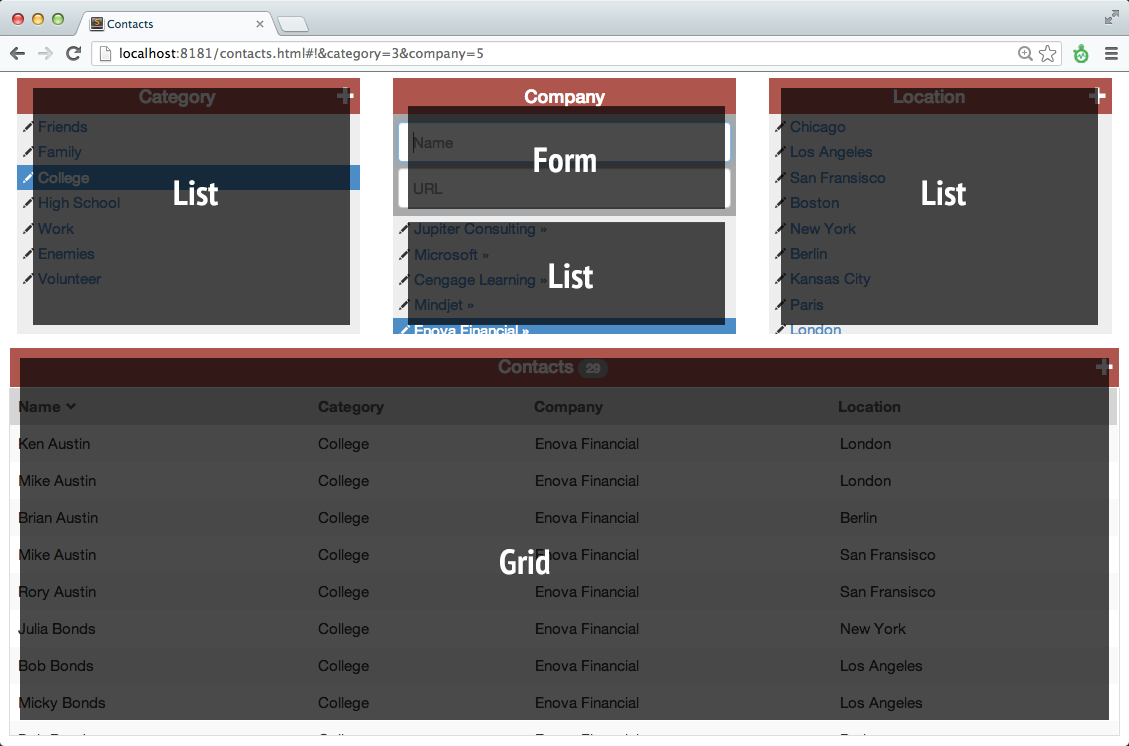 Contacts
localhost:8181/contacts.html#!&category=3&company=5
Category
Friends
Family
College
High School
Work
Enemies
Volunteer
List
Company
Name
URL
Form
Jupiter Consulting »
Microsoft »
Cengage Learning »
Mindjet »
Enova Financial »
List
Location
Chicago
Los Angeles
San Fransisco
Boston
New York
Berlin
Kansas City
Paris
London
List
Contacts 29
Name Category Company Location
Ken Austin College Enova Financial London
Mike Austin College Enova Financial London
Brian Austin College Enova Financial Berlin
Mike Austin College Enova Financial San Fransisco
Rory Austin College Enova Financial San Fransisco
Julia Bonds College Enova Financial New York
Bob Bonds College Enova Financial Los Angeles
Micky Bonds College Enova Financial Los Angeles
Grid